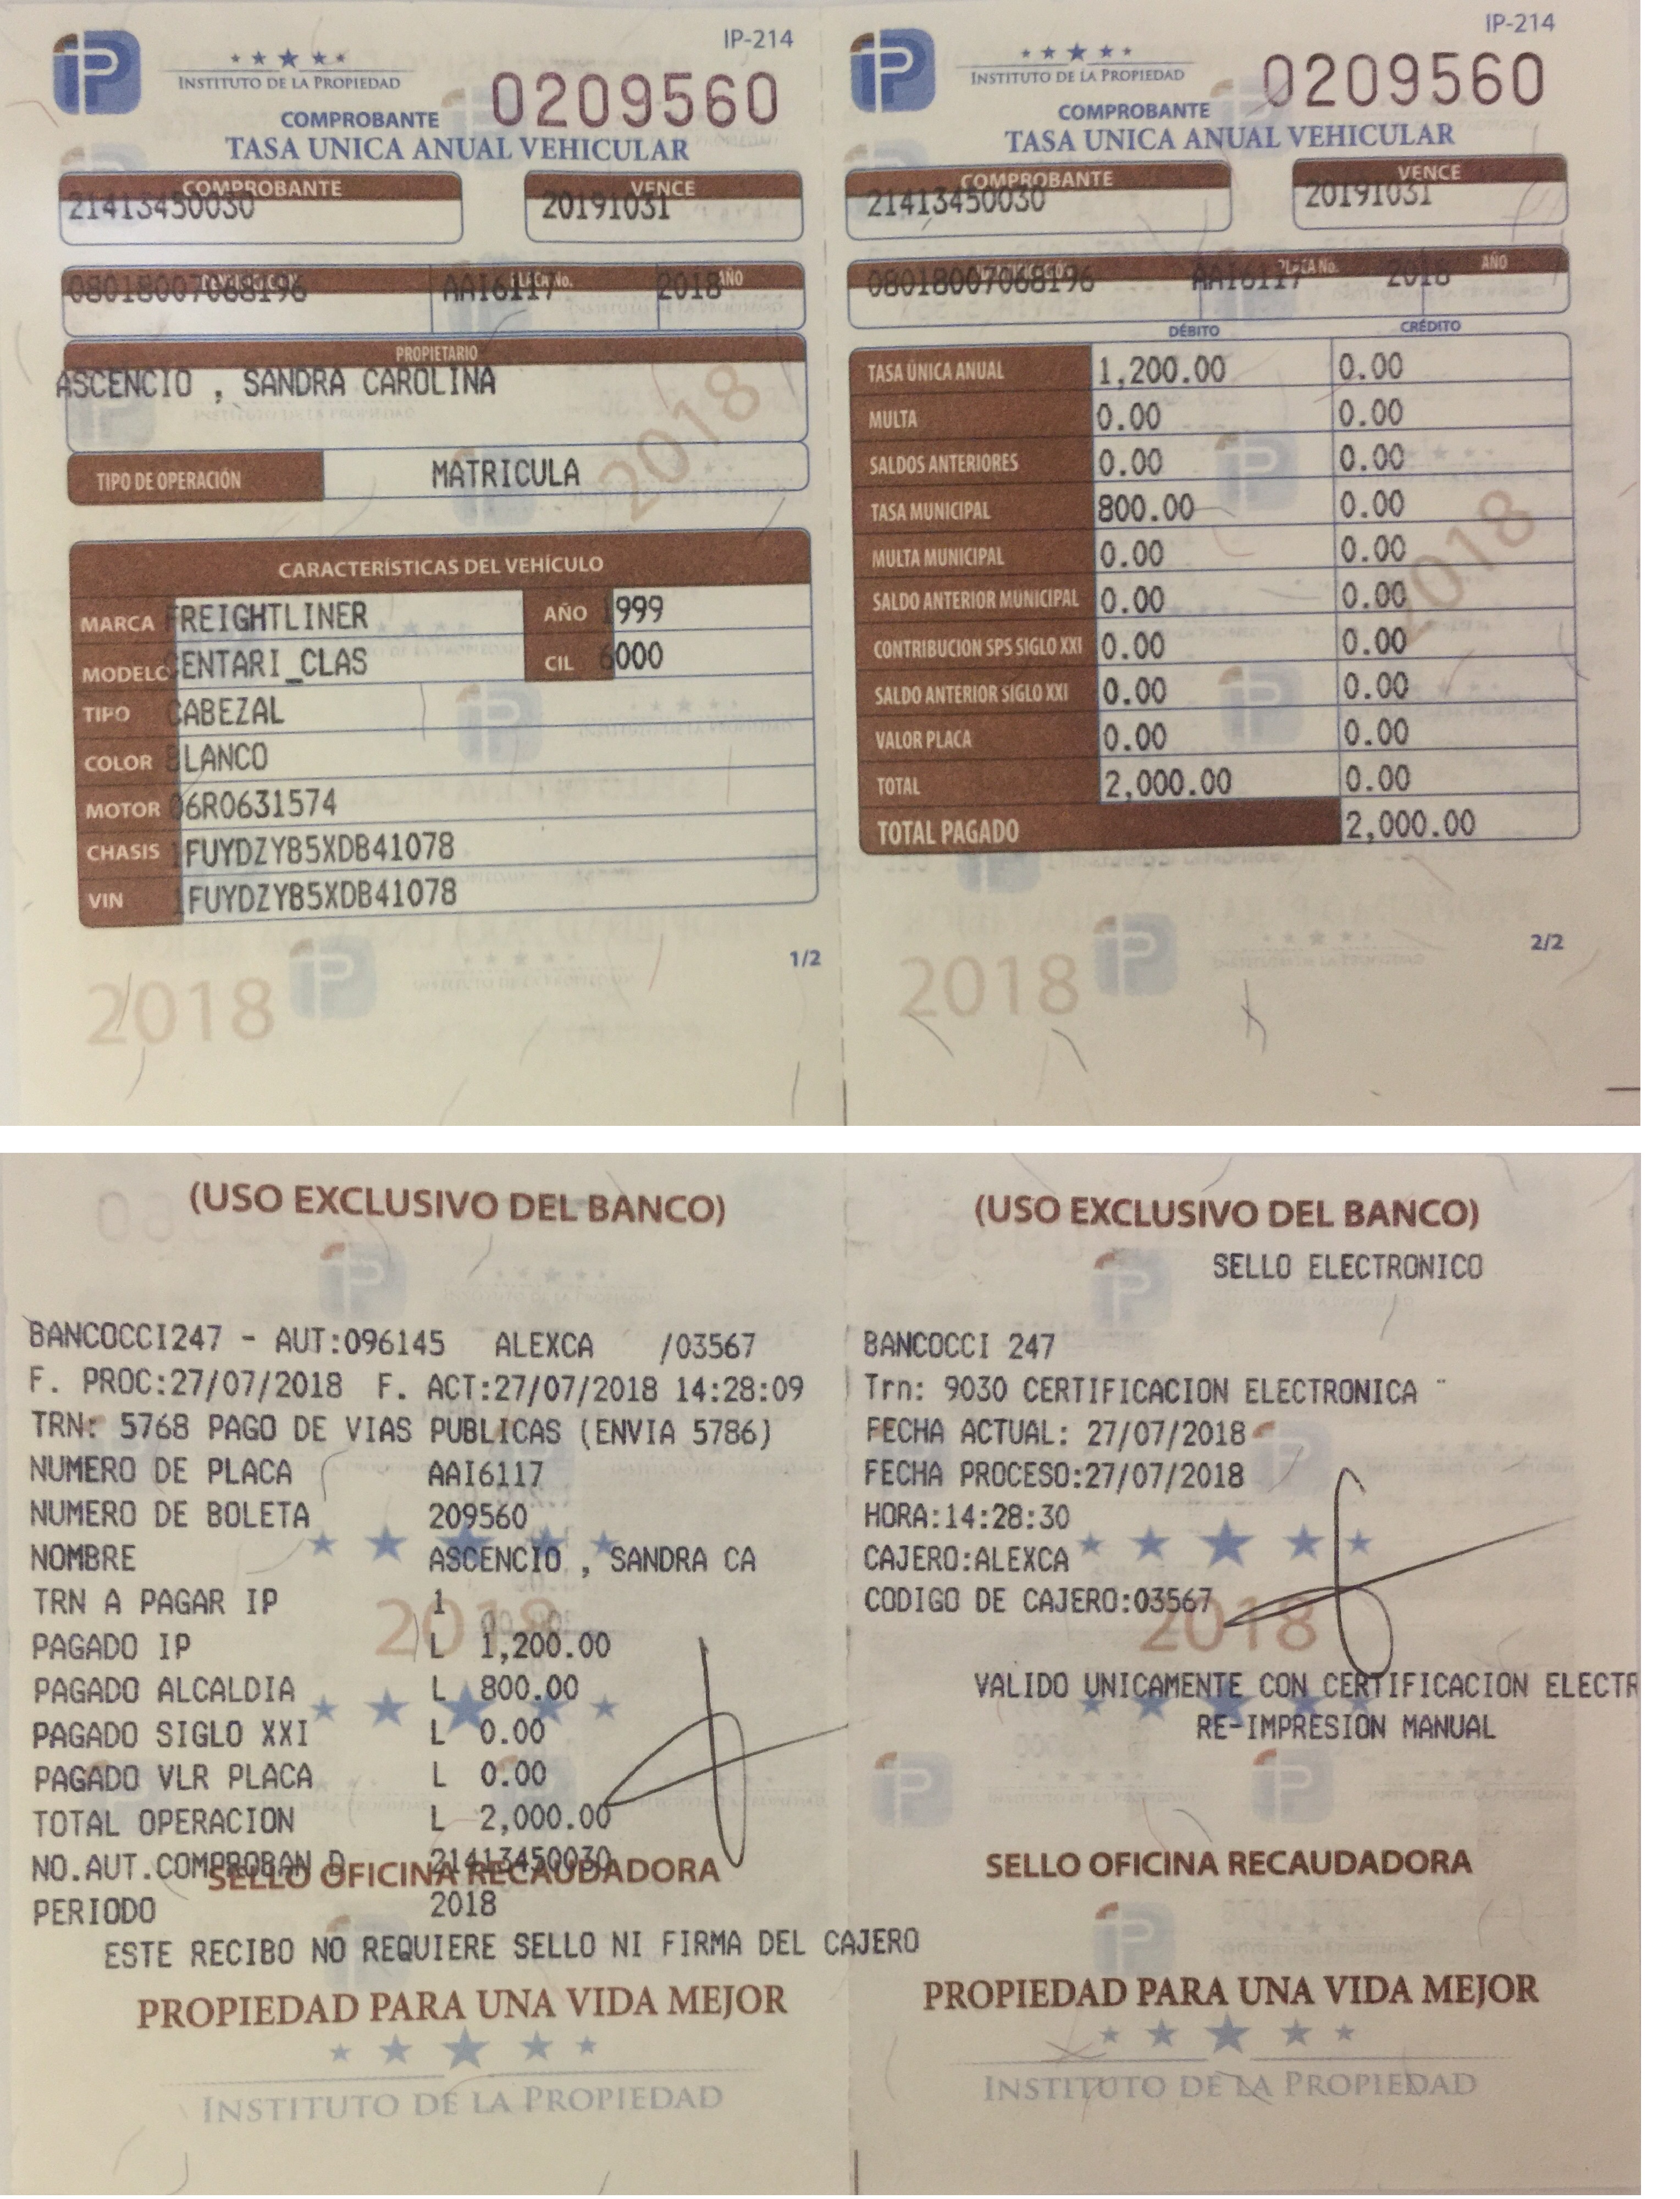 IP-214
INSTITUTO DE LA PROPIEDAD
0209560
COMPROBANTE
TASA UNICA ANUAL VEHICULAR
COMPROBANTE VENCE
21413450030 20191031
PLACA No. AÑO
08018007068196 AAI6117 2018
PROPIETARIO
ASCENCIO , SANDRA CAROLINA
TIPO DE OPERACIÓN MATRICULA
CARACTERÍSTICAS DEL VEHÍCULO
MARCA FREIGHTLINER AÑO 1999
MODELO CENTARI_CLAS CIL 6000
TIPO CABEZAL
COLOR BLANCO
MOTOR 06R0631574
CHASIS 1FUYDZYB5XDB41078
VIN 1FUYDZYB5XDB41078
1/2
2018
2018
IP-214
INSTITUTO DE LA PROPIEDAD
0209560
COMPROBANTE
TASA UNICA ANUAL VEHICULAR
COMPROBANTE VENCE
21413450030 20191031
PLACA No. AÑO
08018007068196 AAI6117 2018
DÉBITO CRÉDITO
TASA ÚNICA ANUAL 1,200.00 0.00
MULTA 0.00 0.00
SALDOS ANTERIORES 0.00 0.00
TASA MUNICIPAL 800.00 0.00
MULTA MUNICIPAL 0.00 0.00
SALDO ANTERIOR MUNICIPAL 0.00 0.00
CONTRIBUCION SPS SIGLO XXI 0.00 0.00
SALDO ANTERIOR SIGLO XXI 0.00 0.00
VALOR PLACA 0.00 0.00
TOTAL 2,000.00 0.00
TOTAL PAGADO 2,000.00
2/2
2018
2018
(USO EXCLUSIVO DEL BANCO)
BANCOCCI247 - AUT:096145 ALEXCA /03567
F. PROC:27/07/2018 F. ACT:27/07/2018 14:28:09
TRN: 5768 PAGO DE VIAS PUBLICAS (ENVIA 5786)
NUMERO DE PLACA AAI6117
NUMERO DE BOLETA 209560
NOMBRE ASCENCIO , SANDRA CA
TRN A PAGAR IP 1
2018
PAGADO IP L 1,200.00
PAGADO ALCALDIA L 800.00
PAGADO SIGLO XXI L 0.00
PAGADO VLR PLACA L 0.00
TOTAL OPERACION L 2,000.00
NO.AUT.COMPROBAN D 21413450030
SELLO OFICINA RECAUDADORA
PERIODO 2018
ESTE RECIBO NO REQUIERE SELLO NI FIRMA DEL CAJERO
PROPIEDAD PARA UNA VIDA MEJOR
INSTITUTO DE LA PROPIEDAD
(USO EXCLUSIVO DEL BANCO)
SELLO ELECTRONICO
BANCOCCI 247
Trn: 9030 CERTIFICACION ELECTRONICA
FECHA ACTUAL: 27/07/2018
FECHA PROCESO:27/07/2018
HORA:14:28:30
CAJERO:ALEXCA
CODIGO DE CAJERO:03567
2018
VALIDO UNICAMENTE CON CERTIFICACION ELECTR
RE-IMPRESION MANUAL
SELLO OFICINA RECAUDADORA
PROPIEDAD PARA UNA VIDA MEJOR
INSTITUTO DE LA PROPIEDAD